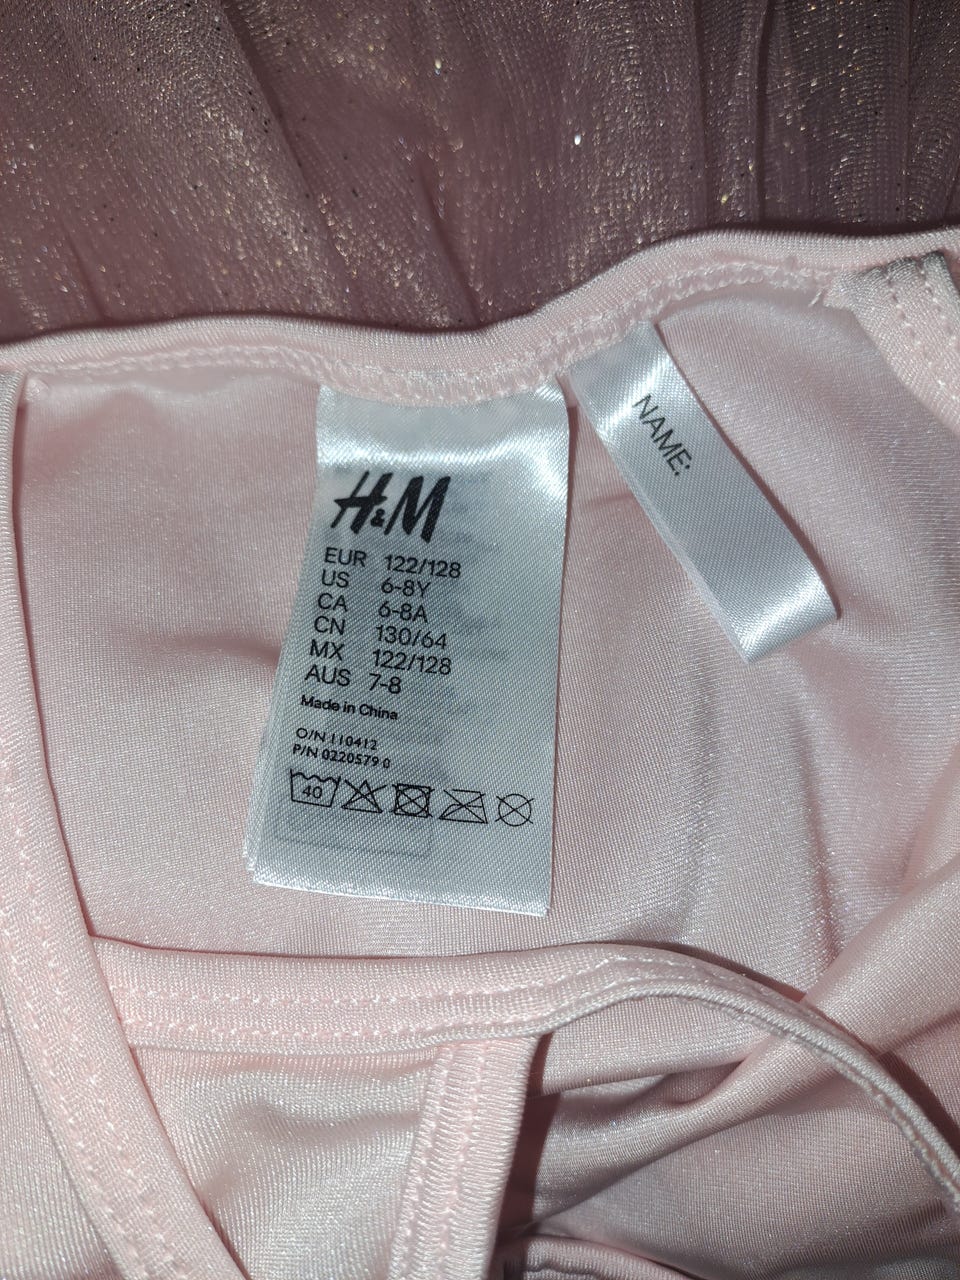 H&M
EUR 122/128
US 6-8Y
CA 6-8A
CN 130/64
MX 122/128
AUS 7-8
Made in China
O/N 110412
P/N 0220579 0
40
NAME: